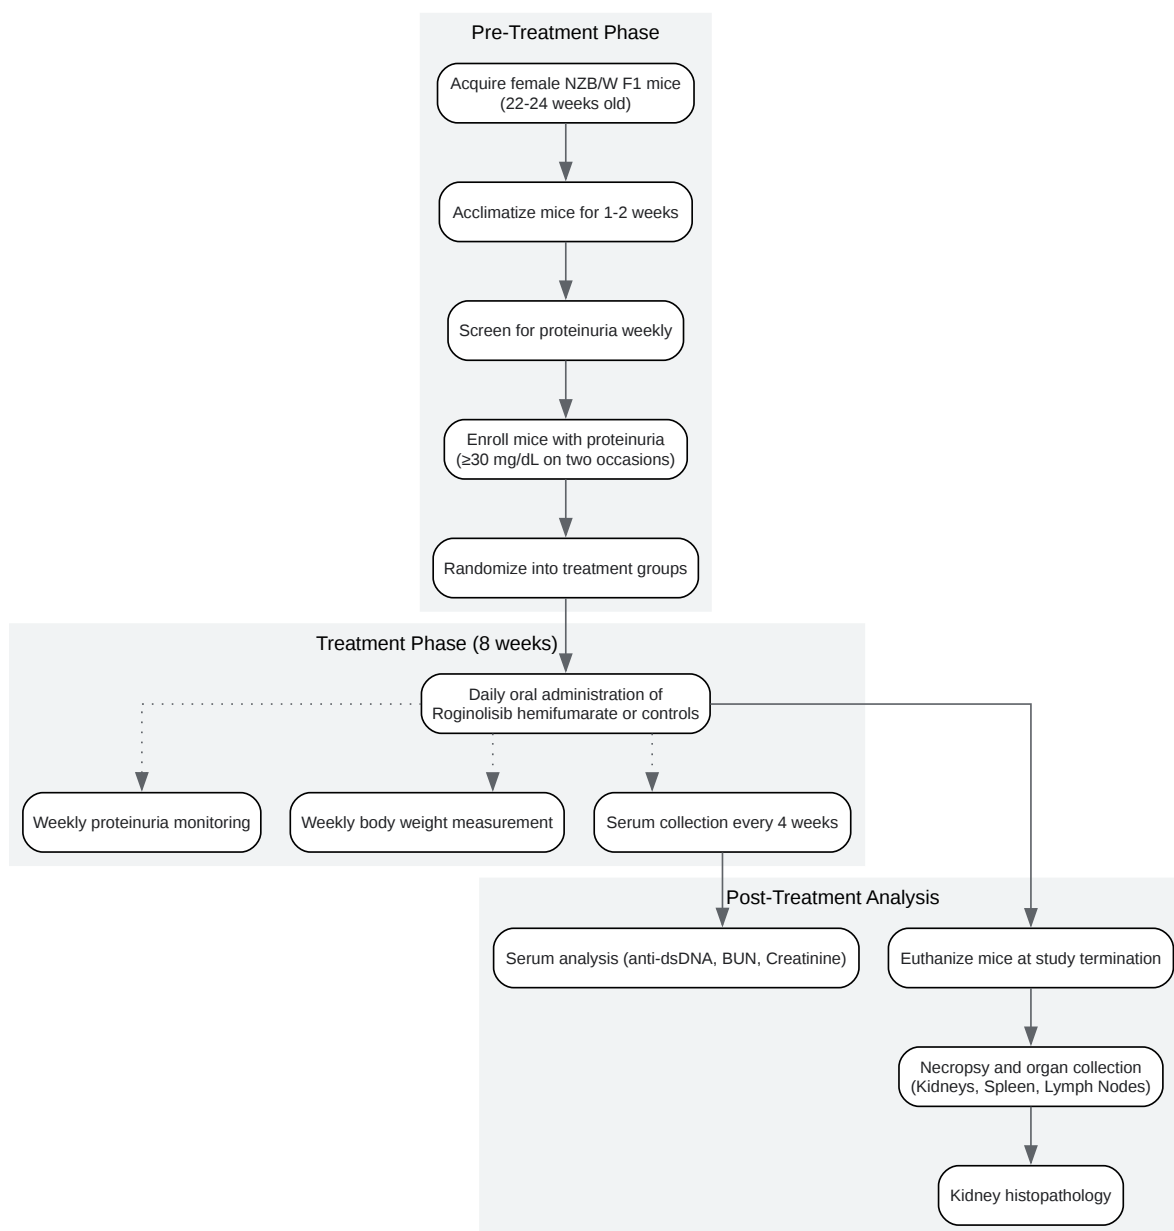 Pre-Treatment Phase
Acquire female NZB/W F1 mice
(22-24 weeks old)
Acclimatize mice for 1-2 weeks
Screen for proteinuria weekly
Enroll mice with proteinuria
(≥30 mg/dL on two occasions)
Randomize into treatment groups
Treatment Phase (8 weeks)
Daily oral administration of
Roginolisib hemifumarate or controls
Weekly proteinuria monitoring
Weekly body weight measurement
Serum collection every 4 weeks
Post-Treatment Analysis
Serum analysis (anti-dsDNA, BUN, Creatinine)
Euthanize mice at study termination
Necropsy and organ collection
(Kidneys, Spleen, Lymph Nodes)
Kidney histopathology